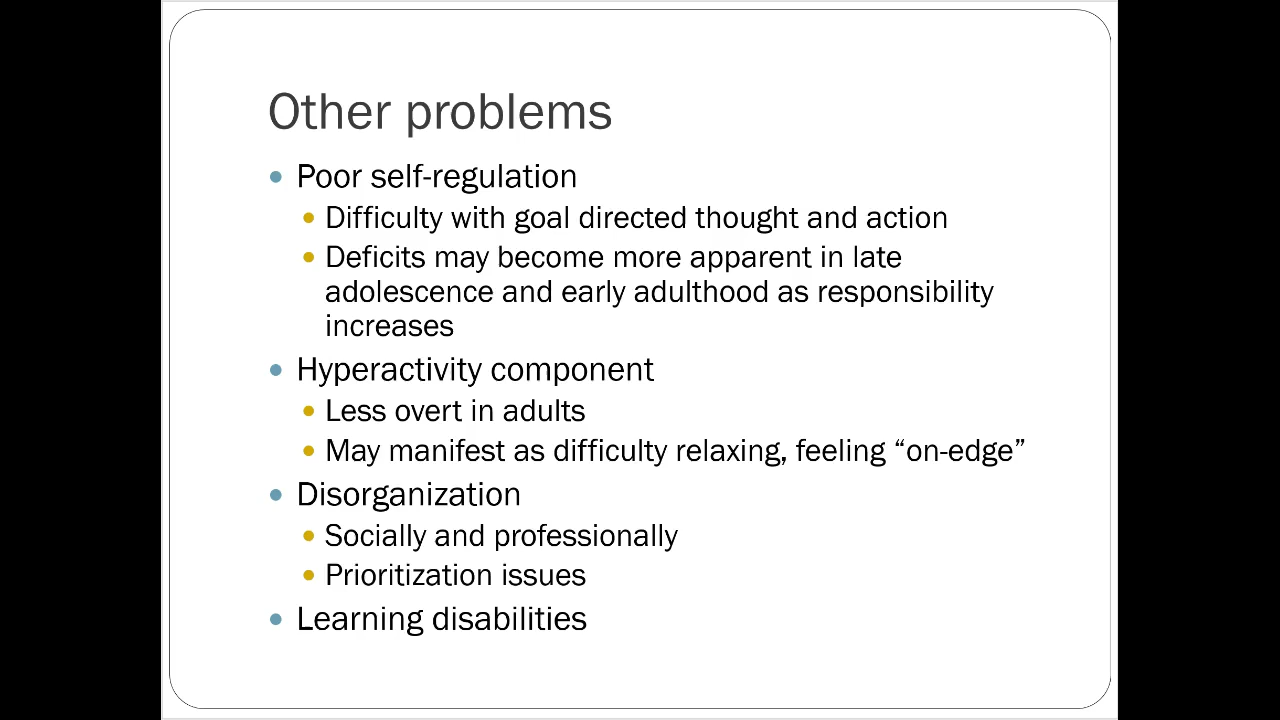 Other problems
• Poor self-regulation
• Difficulty with goal directed thought and action
• Deficits may become more apparent in late
adolescence and early adulthood as responsibility
increases
• Hyperactivity component
• Less overt in adults
• May manifest as difficulty relaxing, feeling “on-edge”
• Disorganization
• Socially and professionally
• Prioritization issues
• Learning disabilities